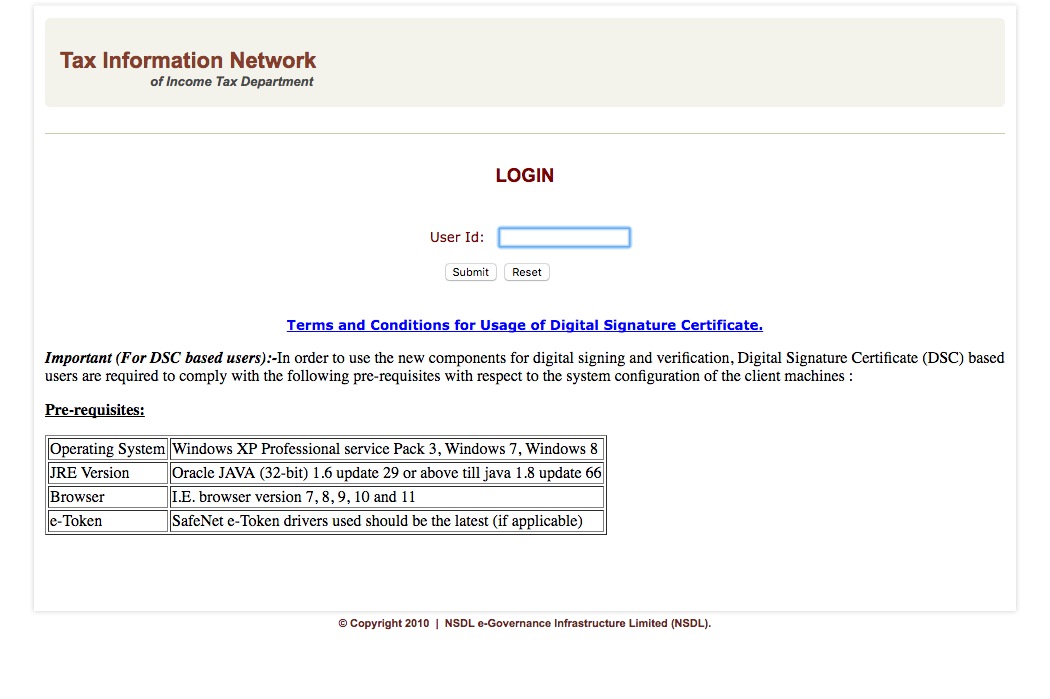 Tax Information Network
of Income Tax Department
LOGIN
User Id:
Submit Reset
Terms and Conditions for Usage of Digital Signature Certificate.
Important (For DSC based users):-In order to use the new components for digital signing and verification, Digital Signature Certificate (DSC) based
users are required to comply with the following pre-requisites with respect to the system configuration of the client machines :
Pre-requisites:
Operating System Windows XP Professional service Pack 3, Windows 7, Windows 8
JRE Version Oracle JAVA (32-bit) 1.6 update 29 or above till java 1.8 update 66
Browser I.E. browser version 7, 8, 9, 10 and 11
e-Token SafeNet e-Token drivers used should be the latest (if applicable)
© Copyright 2010 | NSDL e-Governance Infrastructure Limited (NSDL).